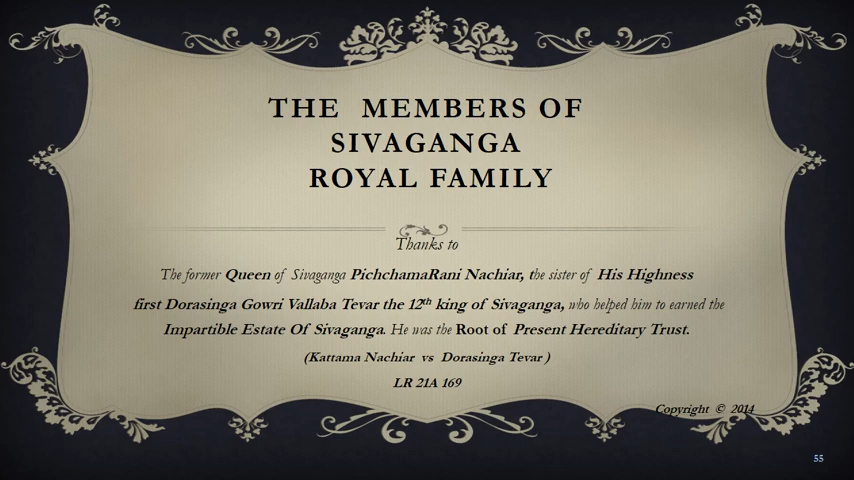 THE MEMBERS OF
SIVAGANGA
ROYAL FAMILY
Thanks to
The former Queen of Sivaganga PichchamaRani Nachiar, the sister of His Highness
first Dorasinga Gowri Vallaba Tevar the 12th king of Sivaganga, who helped him to earned the
Impartible Estate Of Sivaganga. He was the Root of Present Hereditary Trust.
(Kattama Nachiar vs Dorasinga Tevar )
LR 21A 169
Copyright © 2014
55